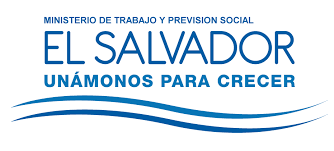 MINISTERIO DE TRABAJO Y PREVISION SOCIAL
EL SALVADOR
UNÁMONOS PARA CRECER